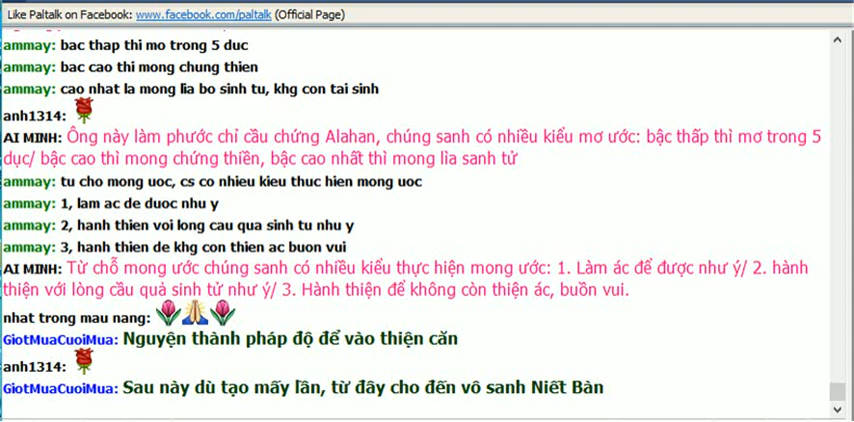 Like Paltalk on Facebook: www.facebook.com/paltalk (Official Page)
ammay: bac thap thi mo trong 5 duc
ammay: bac cao thi mong chung thien
ammay: cao nhat la mong lia bo sinh tu, khg con tai sinh
anh1314:
AI MINH: Ông này làm phước chỉ cầu chứng Alahan, chúng sanh có nhiều kiểu mơ ước: bậc thấp thì mơ trong 5
dục/ bậc cao thì mong chứng thiền, bậc cao nhất thì mong lìa sanh tử
ammay: tu cho mong uoc, cs co nhieu kieu thuc hien mong uoc
ammay: 1, lam ac de duoc nhu y
ammay: 2, hanh thien voi long cau qua sinh tu nhu y
ammay: 3, hanh thien de khg con thien ac buon vui
AI MINH: Từ chỗ mong ước chúng sanh có nhiều kiểu thực hiện mong ước: 1. Làm ác để được như ý/ 2. hành
thiện với lòng cầu quả sinh tử như ý/ 3. Hành thiện để không còn thiện ác, buồn vui.
nhat trong mau nang:
GiotMuaCuoiMua: Nguyện thành pháp độ để vào thiện căn
anh1314:
GiotMuaCuoiMua: Sau này dù tạo mấy lần, từ đây cho đến vô sanh Niết Bàn